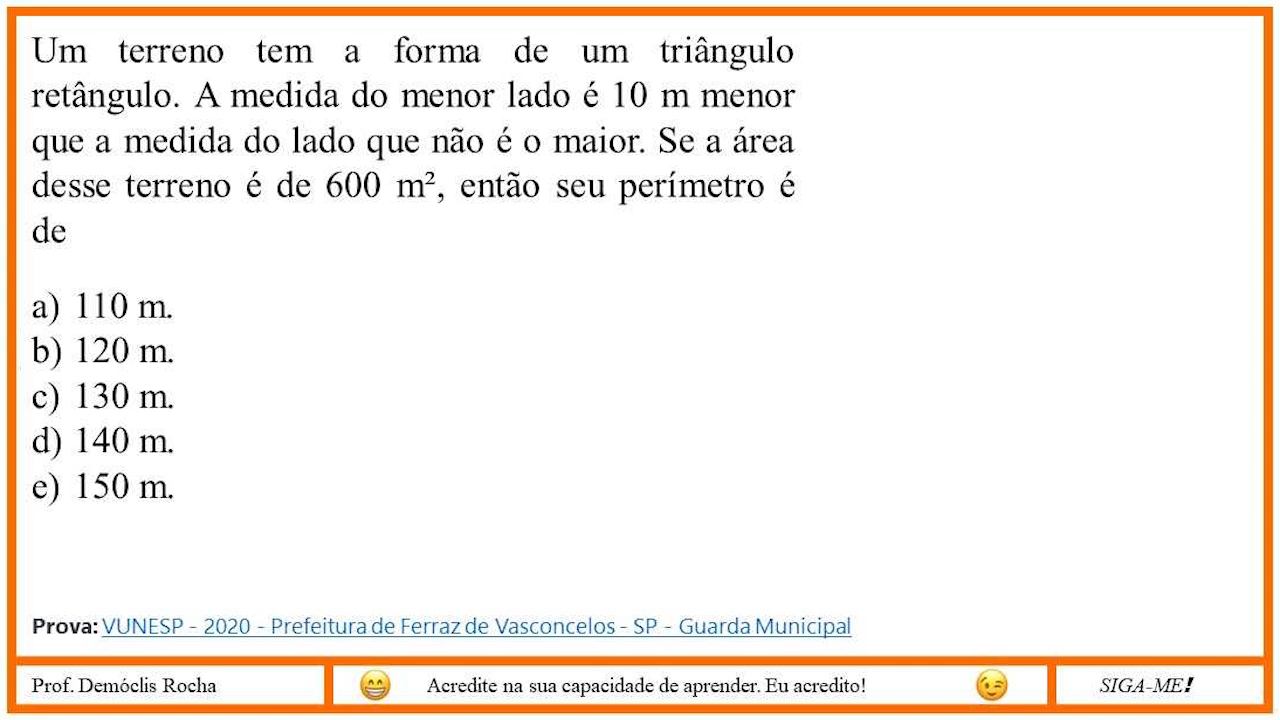 Um terreno tem a forma de um triângulo
retângulo. A medida do menor lado é 10 m menor
que a medida do lado que não é o maior. Se a área
desse terreno é de 600 m², então seu perímetro é
de
a) 110 m.
b) 120 m.
c) 130 m.
d) 140 m.
e) 150 m.
Prova: VUNESP - 2020 - Prefeitura de Ferraz de Vasconcelos - SP - Guarda Municipal
Prof. Demóclis Rocha
Acredite na sua capacidade de aprender. Eu acredito!
SIGA-ME!